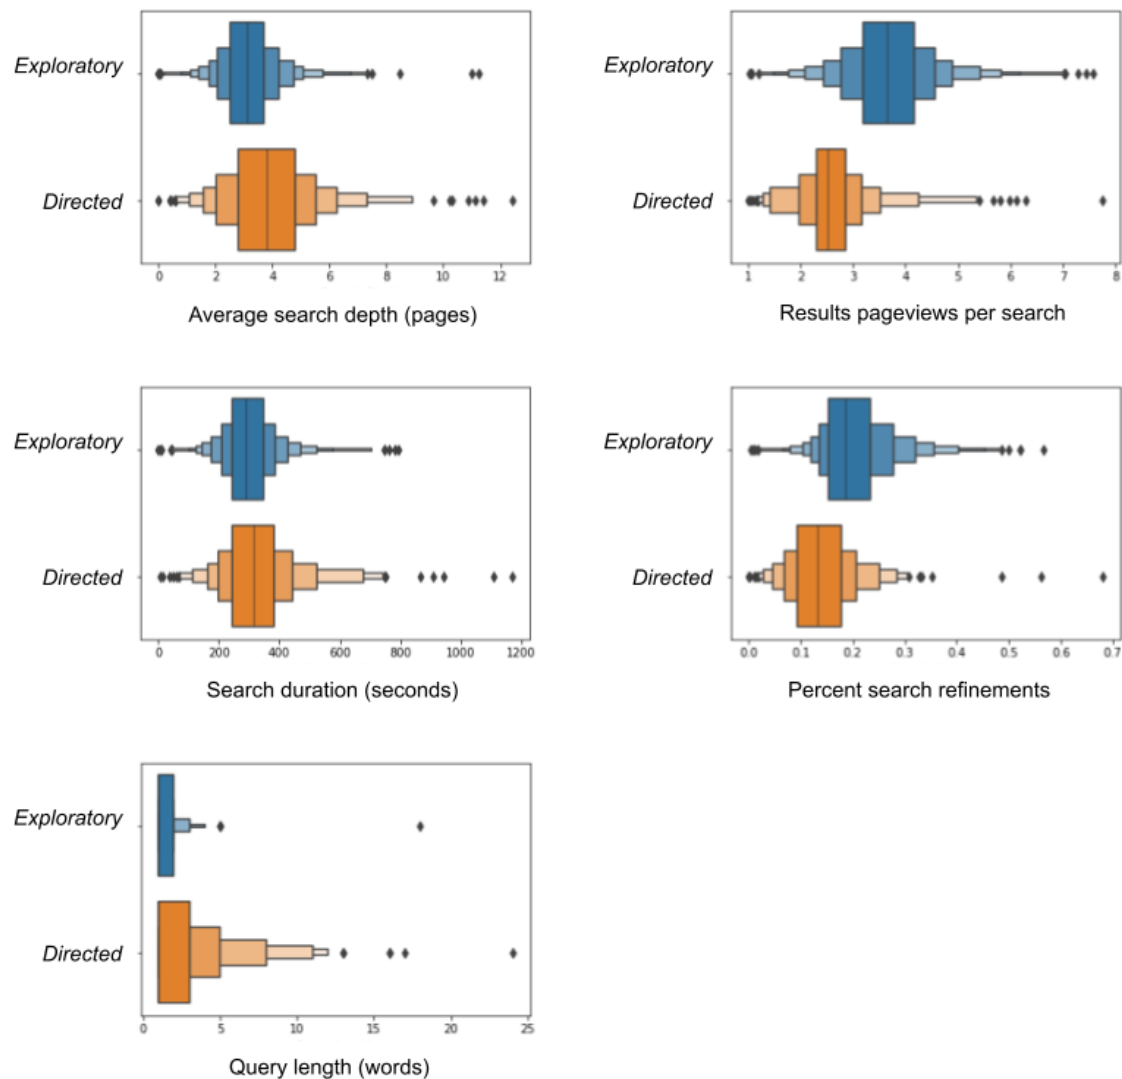 Exploratory
Directed
0 2 4 6 8 10 12
Average search depth (pages)
Exploratory
Directed
1 2 3 4 5 6 7 8
Results pageviews per search
Exploratory
Directed
0 200 400 600 800 1000 1200
Search duration (seconds)
Exploratory
Directed
0.0 0.1 0.2 0.3 0.4 0.5 0.6 0.7
Percent search refinements
Exploratory
Directed
0 5 10 15 20 25
Query length (words)